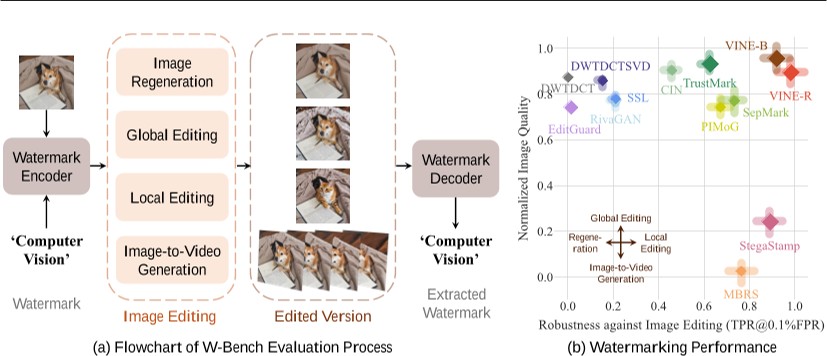 Image
Regeneration
Global Editing
Local Editing
Image-to-Video
Generation
Watermark
Encoder
‘Computer
Vision’
Watermark
Image Editing
Edited Version
Watermark
Decoder
‘Computer
Vision’
Extracted
Watermark
(a) Flowchart of W-Bench Evaluation Process
Normalized Image Quality
1.0
0.8
0.6
0.4
0.2
0.0
VINE-B
DWTDCTSVD
DWTDCT
CIN
TrustMark
VINE-R
SSL
RivaGAN
SepMark
EditGuard
PIMoG
Global Editing
Regene-
ration
Local
Editing
Image-to-Video
Generation
StegaStamp
MBRS
0.0 0.2 0.4 0.6 0.8 1.0
Robustness against Image Editing (TPR@0.1%FPR)
(b) Watermarking Performance